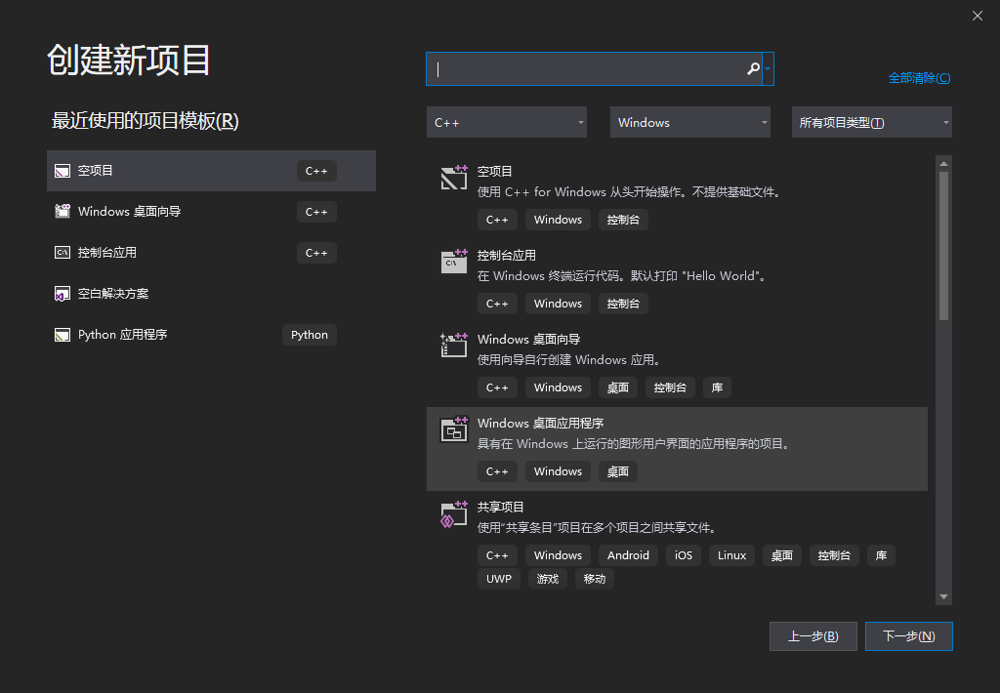 创建新项目
全部清除(C)
最近使用的项目模板(R)
C++ Windows 所有项目类型(T)
空项目 C++
Windows 桌面向导 C++
控制台应用 C++
空白解决方案
Python 应用程序 Python
空项目
使用 C++ for Windows 从头开始操作。不提供基础文件。
C++ Windows 控制台
控制台应用
在 Windows 终端运行代码。默认打印 "Hello World"。
C++ Windows 控制台
Windows 桌面向导
使用向导自行创建 Windows 应用。
C++ Windows 桌面 控制台 库
Windows 桌面应用程序
具有在 Windows 上运行的图形用户界面的应用程序的项目。
C++ Windows 桌面
共享项目
使用"共享条目"项目在多个项目之间共享文件。
C++ Windows Android iOS Linux 桌面 控制台 库
UWP 游戏 移动
上一步(B) 下一步(N)